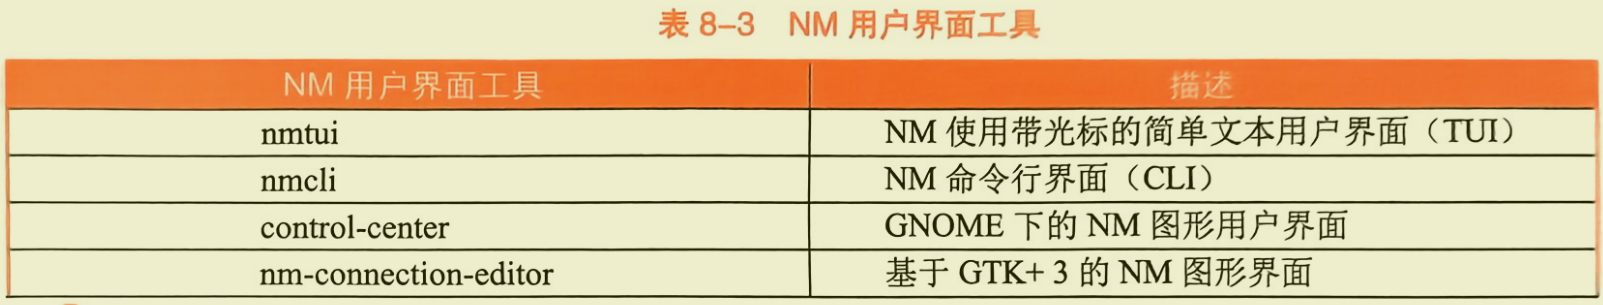 表 8-3 NM 用户界面工具
NM 用户界面工具 描述
nmtui NM 使用带光标的简单文本用户界面（TUI）
nmcli NM 命令行界面（CLI）
control-center GNOME 下的 NM 图形用户界面
nm-connection-editor 基于 GTK+ 3 的 NM 图形界面